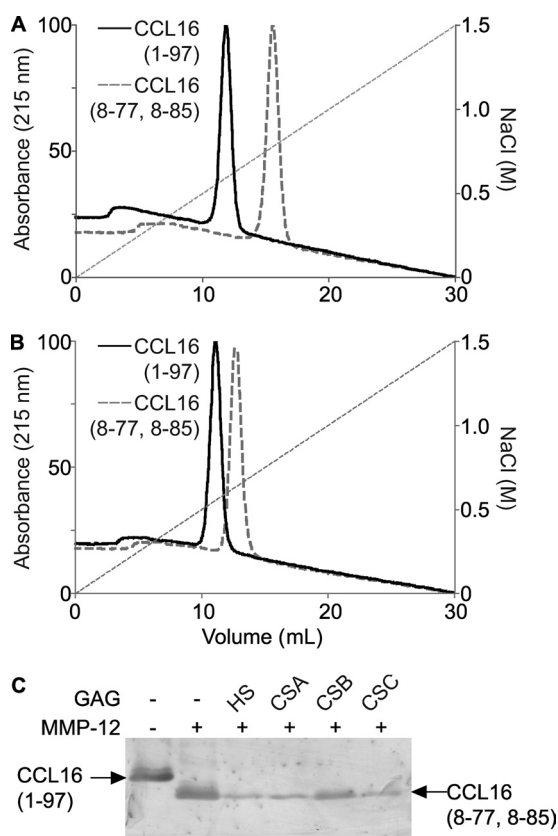 A
100
50
0
Absorbance (215 nm)
CCL16
(1-97)
CCL16
(8-77, 8-85)
1.5
1.0
0.5
0
NaCl (M)
0 10 20 30
B
100
50
0
Absorbance (215 nm)
CCL16
(1-97)
CCL16
(8-77, 8-85)
1.5
1.0
0.5
0
NaCl (M)
0 10 20 30
Volume (mL)
C
GAG - - HS CSA CSB CSC
MMP-12 - + + + + +
CCL16
(1-97)
CCL16
(8-77, 8-85)